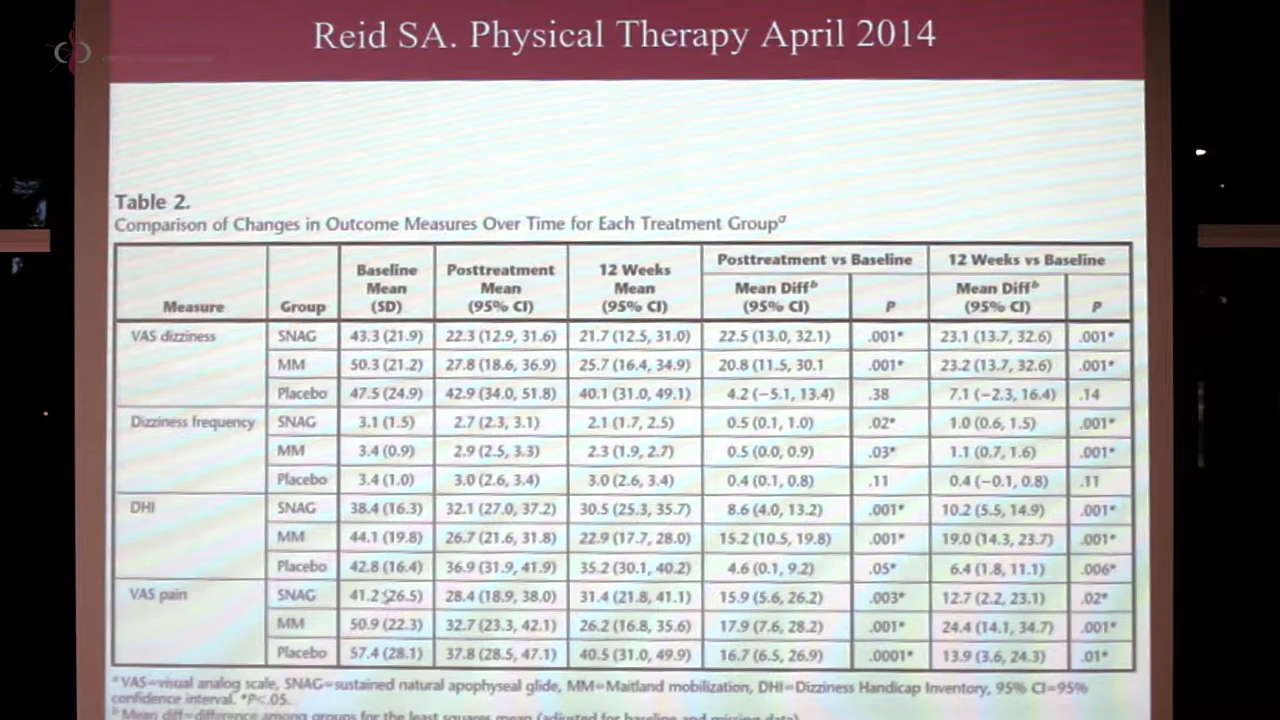 Reid SA. Physical Therapy April 2014
Table 2.
Comparison of Changes in Outcome Measures Over Time for Each Treatment Groupᵃ
Measure Group Baseline Mean (SD) Posttreatment Mean (95% CI) 12 Weeks Mean (95% CI) Posttreatment vs Baseline 12 Weeks vs Baseline
Mean Diffᵇ (95% CI) P Mean Diffᵇ (95% CI) P
VAS dizziness SNAG 43.3 (21.9) 22.3 (12.9, 31.6) 21.7 (12.5, 31.0) 22.5 (13.0, 32.1) .001* 23.1 (13.7, 32.6) .001*
MM 50.3 (21.2) 27.8 (18.6, 36.9) 25.7 (16.4, 34.9) 20.8 (11.5, 30.1 .001* 23.2 (13.7, 32.6) .001*
Placebo 47.5 (24.9) 42.9 (34.0, 51.8) 40.1 (31.0, 49.1) 4.2 (−5.1, 13.4) .38 7.1 (−2.3, 16.4) .14
Dizziness frequency SNAG 3.1 (1.5) 2.7 (2.3, 3.1) 2.1 (1.7, 2.5) 0.5 (0.1, 1.0) .02* 1.0 (0.6, 1.5) .001*
MM 3.4 (0.9) 2.9 (2.5, 3.3) 2.3 (1.9, 2.7) 0.5 (0.0, 0.9) .03* 1.1 (0.7, 1.6) .001*
Placebo 3.4 (1.0) 3.0 (2.6, 3.4) 3.0 (2.6, 3.4) 0.4 (0.1, 0.8) .11 0.4 (−0.1, 0.8) .11
DHI SNAG 38.4 (16.3) 32.1 (27.0, 37.2) 30.5 (25.3, 35.7) 8.6 (4.0, 13.2) .001* 10.2 (5.5, 14.9) .001*
MM 44.1 (19.8) 26.7 (21.6, 31.8) 22.9 (17.7, 28.0) 15.2 (10.5, 19.8) .001* 19.0 (14.3, 23.7) .001*
Placebo 42.8 (16.4) 36.9 (31.9, 41.9) 35.2 (30.1, 40.2) 4.6 (0.1, 9.2) .05* 6.4 (1.8, 11.1) .006*
VAS pain SNAG 41.2 (26.5) 28.4 (18.9, 38.0) 31.4 (21.8, 41.1) 15.9 (5.6, 26.2) .003* 12.7 (2.2, 23.1) .02*
MM 50.9 (22.3) 32.7 (23.3, 42.1) 26.2 (16.8, 35.6) 17.9 (7.6, 28.2) .001* 24.4 (14.1, 34.7) .001*
Placebo 57.4 (28.1) 37.8 (28.5, 47.1) 40.5 (31.0, 49.9) 16.7 (6.5, 26.9) .0001* 13.9 (3.6, 24.3) .01*
ᵃ VAS=visual analog scale, SNAG=sustained natural apophyseal glide, MM=Maitland mobilization, DHI=Dizziness Handicap Inventory, 95% CI=95%
confidence interval. *P<.05.
ᵇ Mean diff=difference among groups for the least squares mean (adjusted for baseline and missing data)